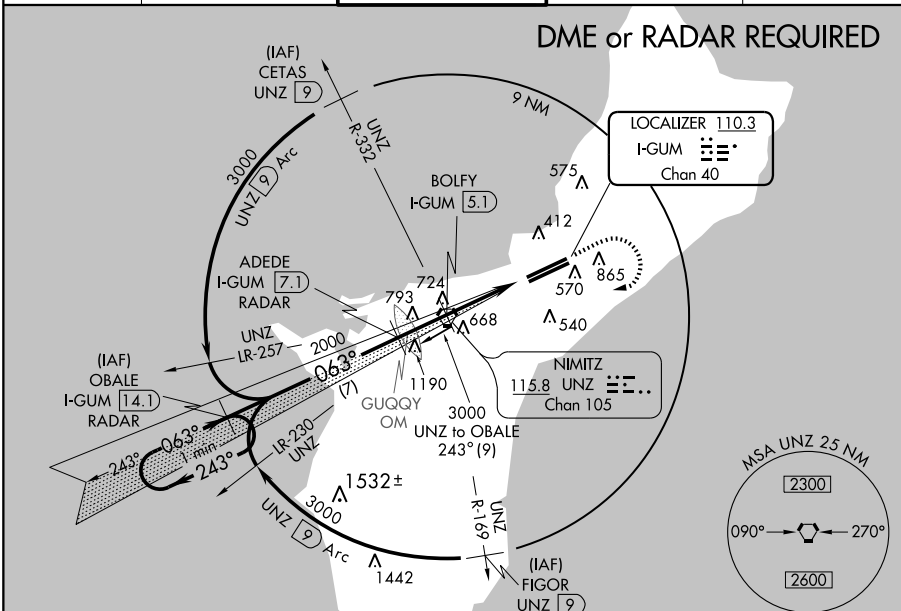 DME or RADAR REQUIRED
(IAF)
CETAS
UNZ 9
9 NM
UNZ
R-332
LOCALIZER 110.3
I-GUM
Chan 40
3000
UNZ 9 Arc
BOLFY
I-GUM 5.1
575
412
ADEDE
I-GUM 7.1
RADAR
793
724
865
570
668
540
UNZ
LR-257
2000
063°
(7)
1190
GUQQY
OM
NIMITZ
115.8 UNZ
Chan 105
(IAF)
OBALE
I-GUM 14.1
RADAR
3000
UNZ to OBALE
243° (9)
243°
063°
1 min
243°
LR-230
UNZ
1532±
3000
UNZ 9 Arc
1442
UNZ
R-169
(IAF)
FIGOR
UNZ 9
MSA UNZ 25 NM
2300
090°
270°
2600